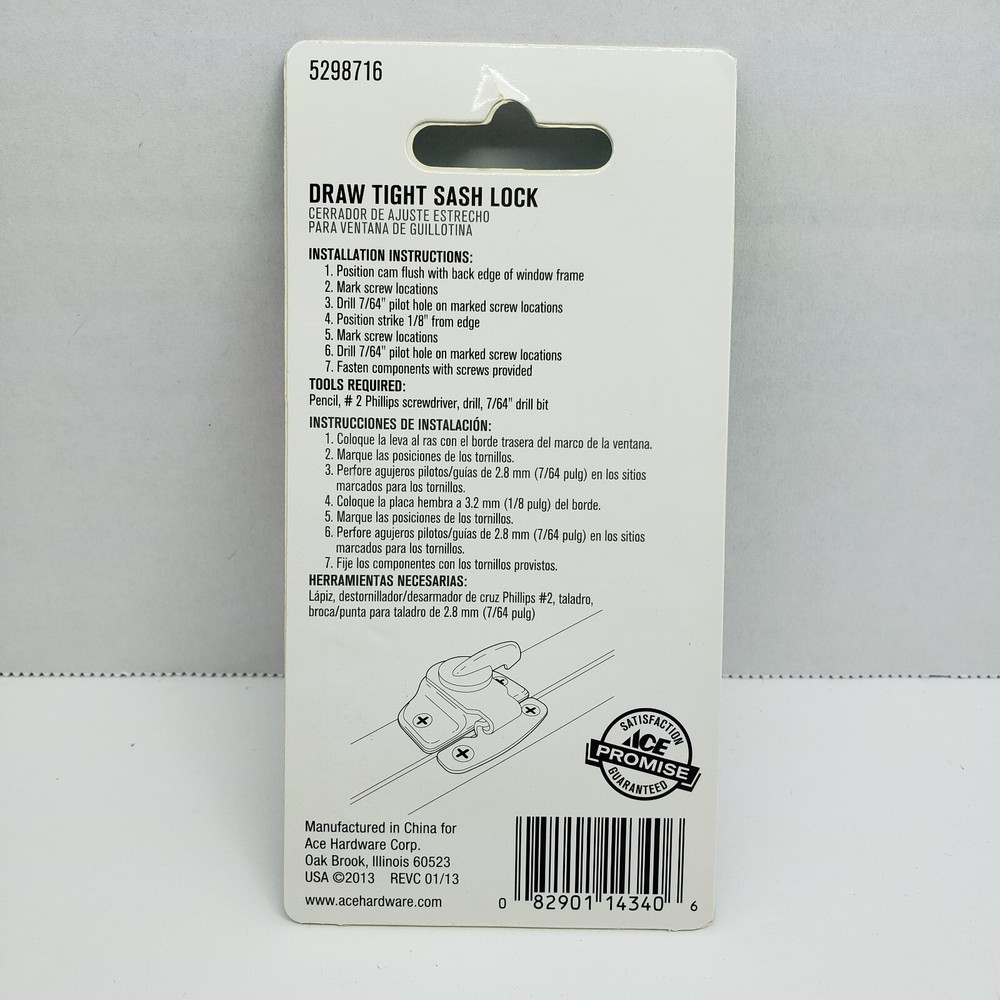 5298716
DRAW TIGHT SASH LOCK
CERRADOR DE AJUSTE ESTRECHO
PARA VENTANA DE GUILLOTINA
INSTALLATION INSTRUCTIONS:
1. Position cam flush with back edge of window frame
2. Mark screw locations
3. Drill 7/64" pilot hole on marked screw locations
4. Position strike 1/8" from edge
5. Mark screw locations
6. Drill 7/64" pilot hole on marked screw locations
7. Fasten components with screws provided
TOOLS REQUIRED:
Pencil, # 2 Phillips screwdriver, drill, 7/64" drill bit
INSTRUCCIONES DE INSTALACIÓN:
1. Coloque la leva al ras con el borde trasera del marco de la ventana.
2. Marque las posiciones de los tornillos.
3. Perfore agujeros pilotos/guías de 2.8 mm (7/64 pulg) en los sitios
marcados para los tornillos.
4. Coloque la placa hembra a 3.2 mm (1/8 pulg) del borde.
5. Marque las posiciones de los tornillos.
6. Perfore agujeros pilotos/guías de 2.8 mm (7/64 pulg) en los sitios
marcados para los tornillos.
7. Fije los componentes con los tornillos provistos.
HERRAMIENTAS NECESARIAS:
Lápiz, destornillador/desarmador de cruz Phillips #2, taladro,
broca/punta para taladro de 2.8 mm (7/64 pulg)
SATISFACTION
ACE
PROMISE
GUARANTEED
Manufactured in China for
Ace Hardware Corp.
Oak Brook, Illinois 60523
USA ©2013 REVC 01/13
www.acehardware.com
0 82901 14340 6